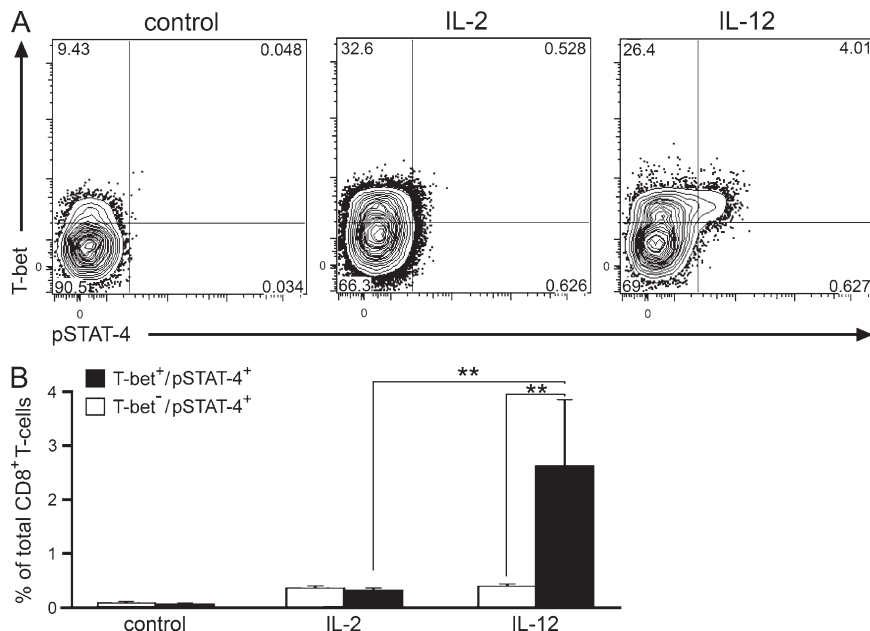 A
control
IL-2
IL-12
9.43
0.048
32.6
0.528
26.4
4.01
T-bet
0
0
0
90.5
0.034
66.3
0.626
69
0.627
0
0
0
pSTAT-4
B
T-bet+/pSTAT-4+
T-bet-/pSTAT-4+
**
**
% of total CD8+T-cells
4
3
2
1
0
control
IL-2
IL-12